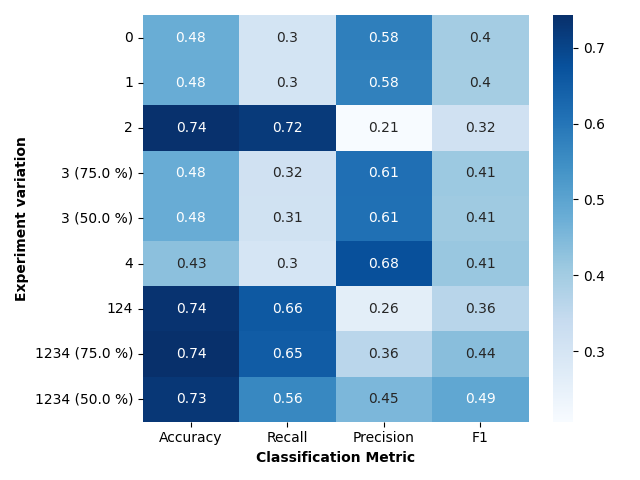 0 0.48 0.3 0.58 0.4
1 0.48 0.3 0.58 0.4
2 0.74 0.72 0.21 0.32
3 (75.0 %) 0.48 0.32 0.61 0.41
3 (50.0 %) 0.48 0.31 0.61 0.41
4 0.43 0.3 0.68 0.41
124 0.74 0.66 0.26 0.36
1234 (75.0 %) 0.74 0.65 0.36 0.44
1234 (50.0 %) 0.73 0.56 0.45 0.49
Accuracy Recall Precision F1
Classification Metric
Experiment variation
0.7
0.6
0.5
0.4
0.3